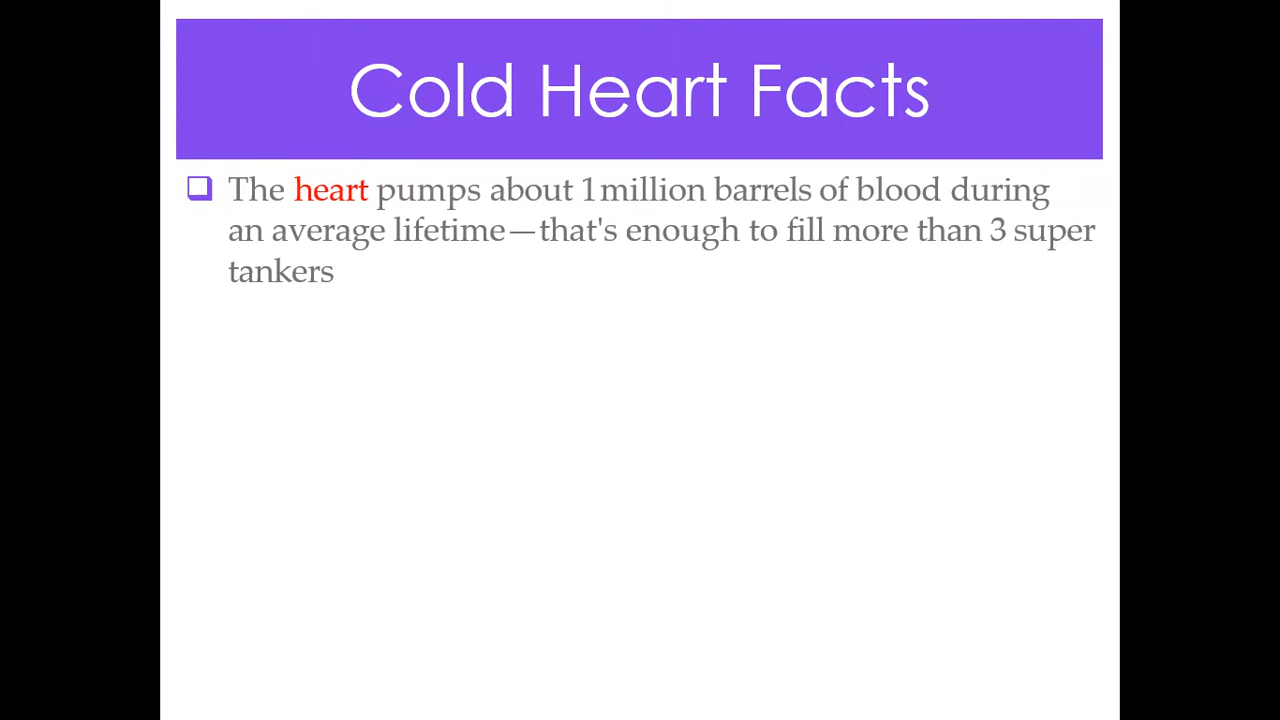 Cold Heart Facts
The heart pumps about 1 million barrels of blood during
an average lifetime—that's enough to fill more than 3 super
tankers